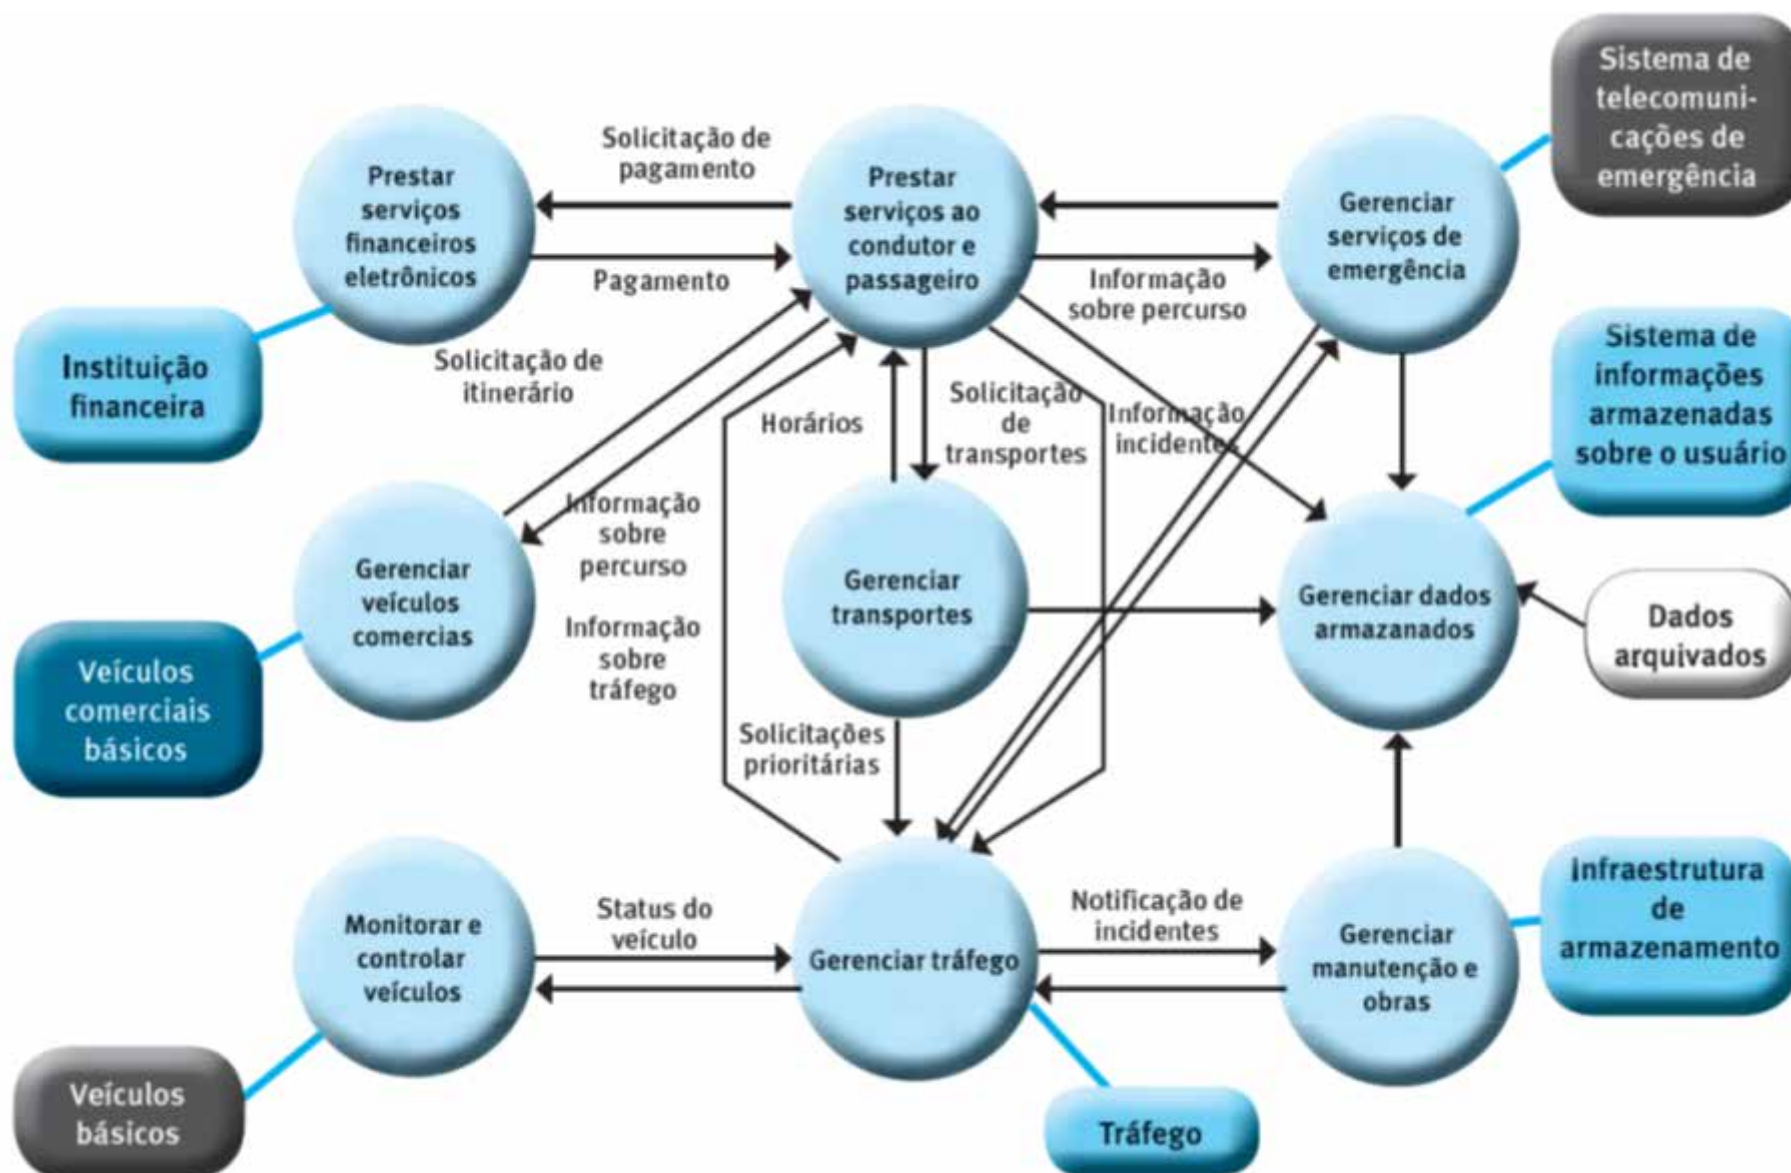 Sistema de
telecomuni-
cações de
emergência
Solicitação de
pagamento
Prestar
serviços
financeiros
eletrônicos
Prestar
serviços ao
condutor e
passageiro
Gerenciar
serviços de
emergência
Pagamento
Informação
sobre percurso
Instituição
financeira
Solicitação de
itinerário
Horários
Solicitação
de
transportes
Informação
incidentes
Sistema de
informações
armazenadas
sobre o usuário
Informação
sobre
percurso
Gerenciar
veículos
comercias
Gerenciar
transportes
Gerenciar dados
armazanados
Dados
arquivados
Informação
sobre
tráfego
Veículos
comerciais
básicos
Solicitações
prioritárias
Infraestrutura
de
armazenamento
Monitorar e
controlar
veículos
Status do
veículo
Gerenciar tráfego
Notificação de
incidentes
Gerenciar
manutenção e
obras
Veículos
básicos
Tráfego